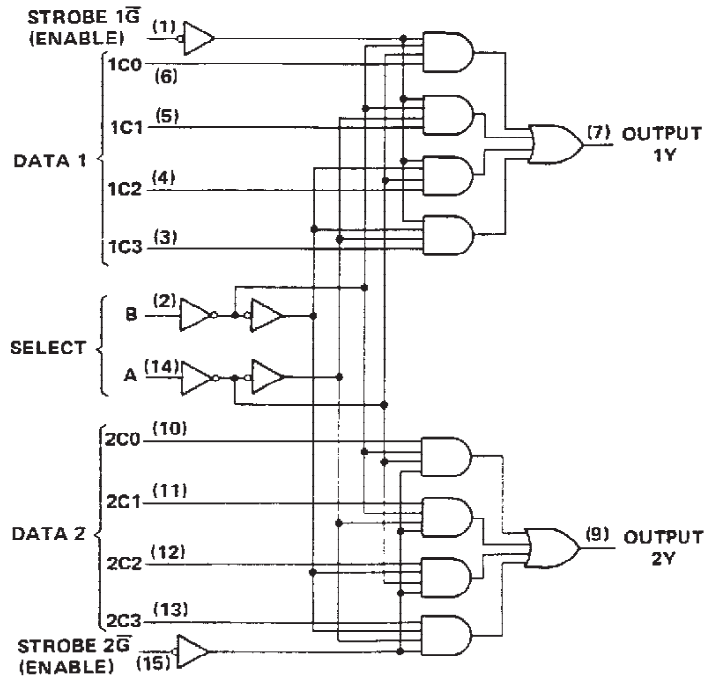 STROBE 1G̅ (1)
(ENABLE)
1C0
(6)
1C1 (5)
DATA 1
1C2 (4)
1C3 (3)
(7) OUTPUT
1Y
B (2)
SELECT
A (14)
2C0 (10)
2C1 (11)
DATA 2
2C2 (12)
2C3 (13)
(9) OUTPUT
2Y
STROBE 2G̅
(ENABLE) (15)